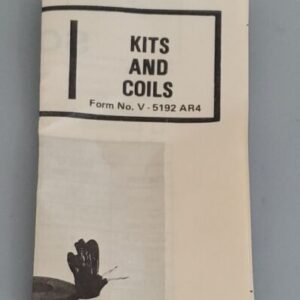 KITS
AND
COILS
Form No. V-5192 AR4